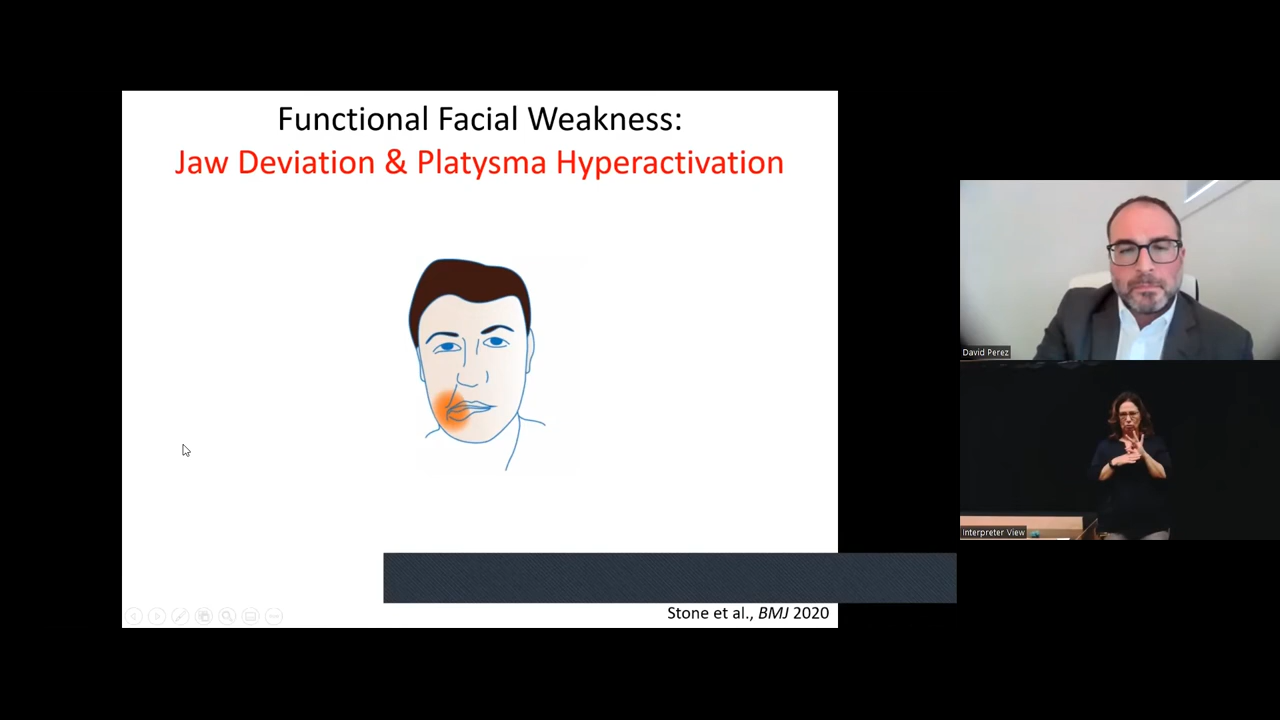 Functional Facial Weakness:
Jaw Deviation & Platysma Hyperactivation
David Perez
Interpreter View
Stone et al., BMJ 2020